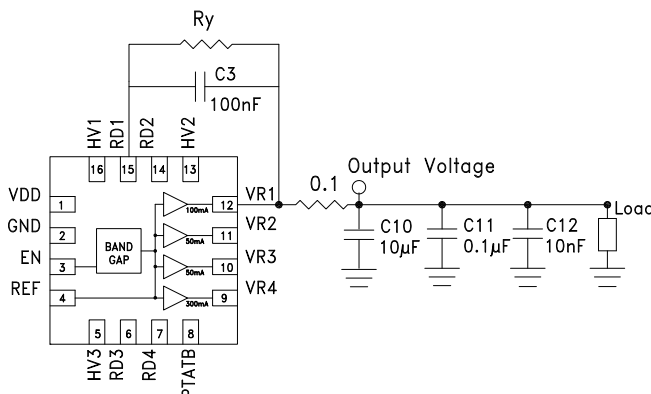 Ry
C3
100nF
HV1
RD1
RD2
HV2
16
15
14
13
Output Voltage
0.1
VDD
1
GND
2
EN
3
REF
4
BAND
GAP
100mA
50mA
50mA
300mA
12
VR1
11
VR2
10
VR3
9
VR4
C10
10µF
C11
0.1µF
C12
10nF
Load
5
6
7
8
HV3
RD3
RD4
PTATB